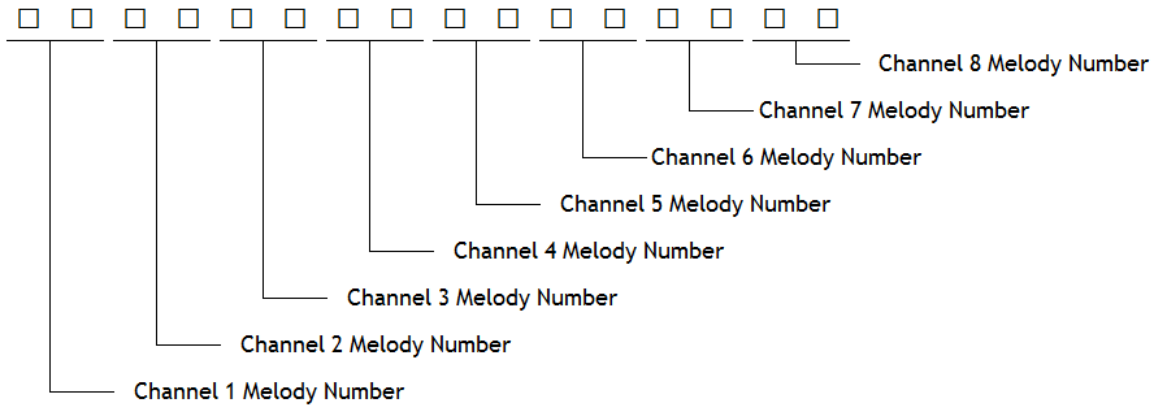 □ □ □ □ □ □ □ □ □ □ □ □ □ □ □ □
Channel 8 Melody Number
Channel 7 Melody Number
Channel 6 Melody Number
Channel 5 Melody Number
Channel 4 Melody Number
Channel 3 Melody Number
Channel 2 Melody Number
Channel 1 Melody Number